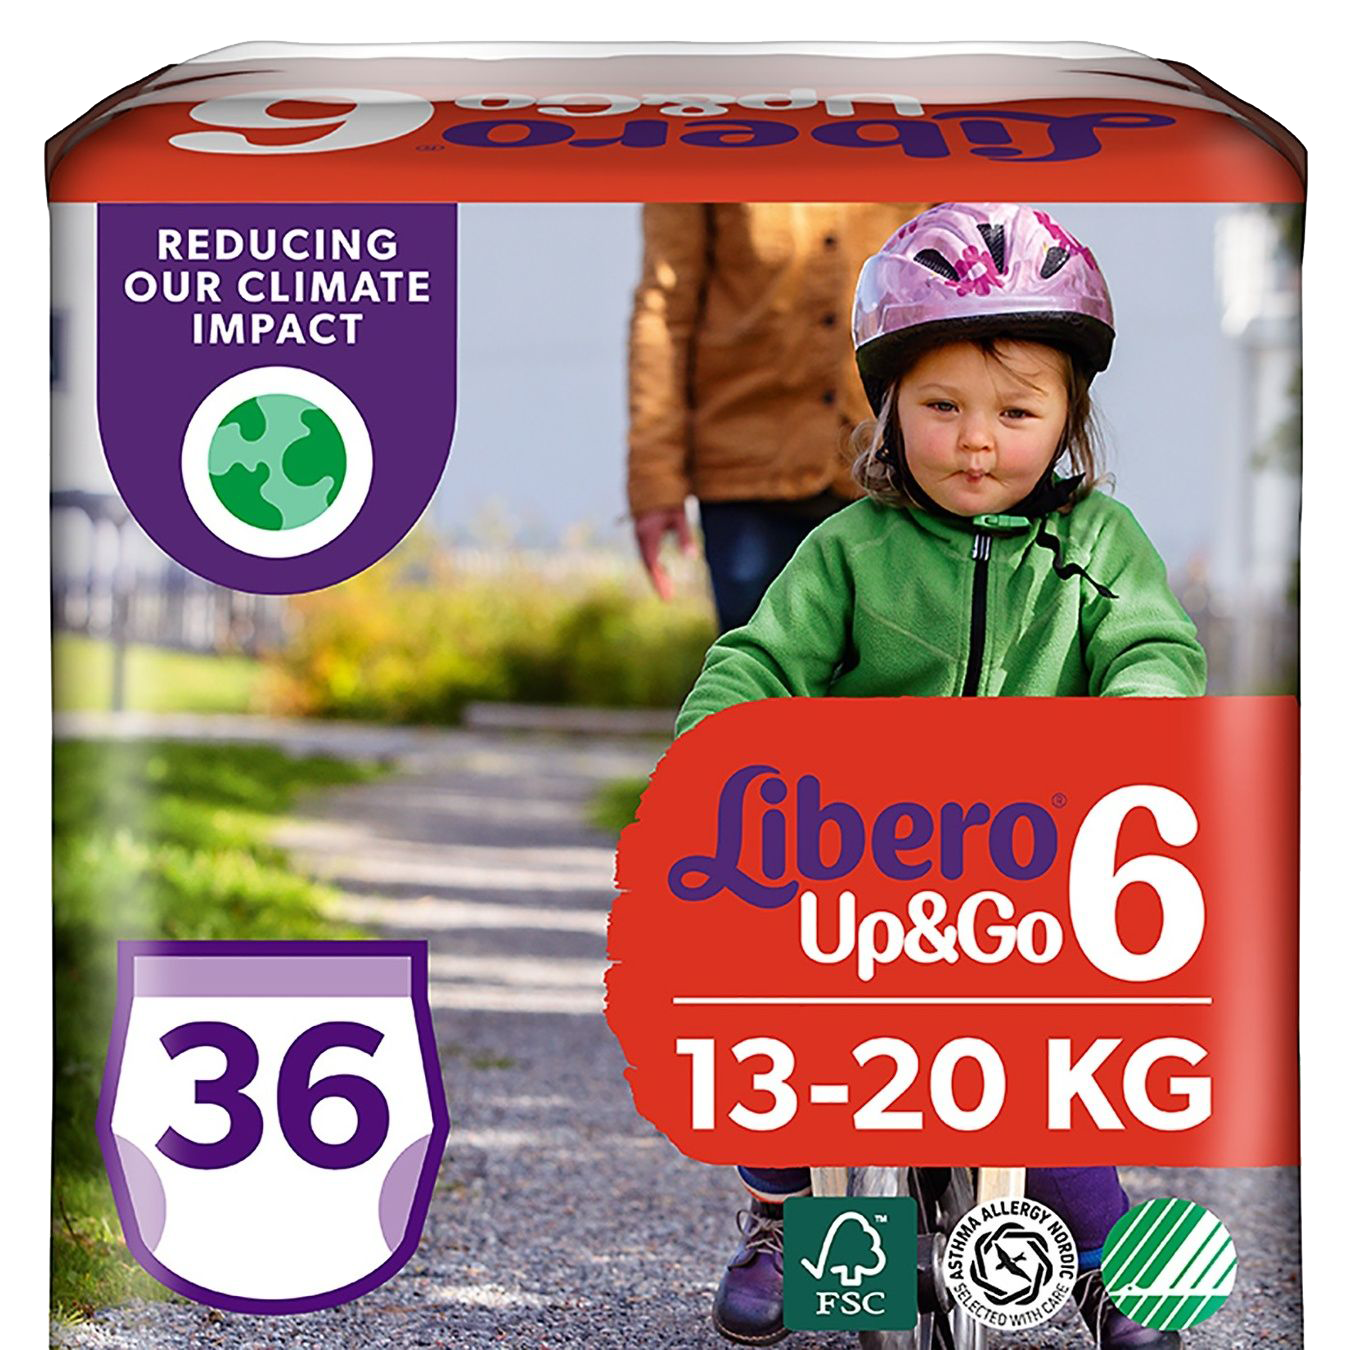 Libero®
Up&Go
6
REDUCING
OUR CLIMATE
IMPACT
Libero®
Up&Go
6
13-20 KG
36
FSC
™
ASTHMA ALLERGY NORDIC
SELECTED WITH CARE